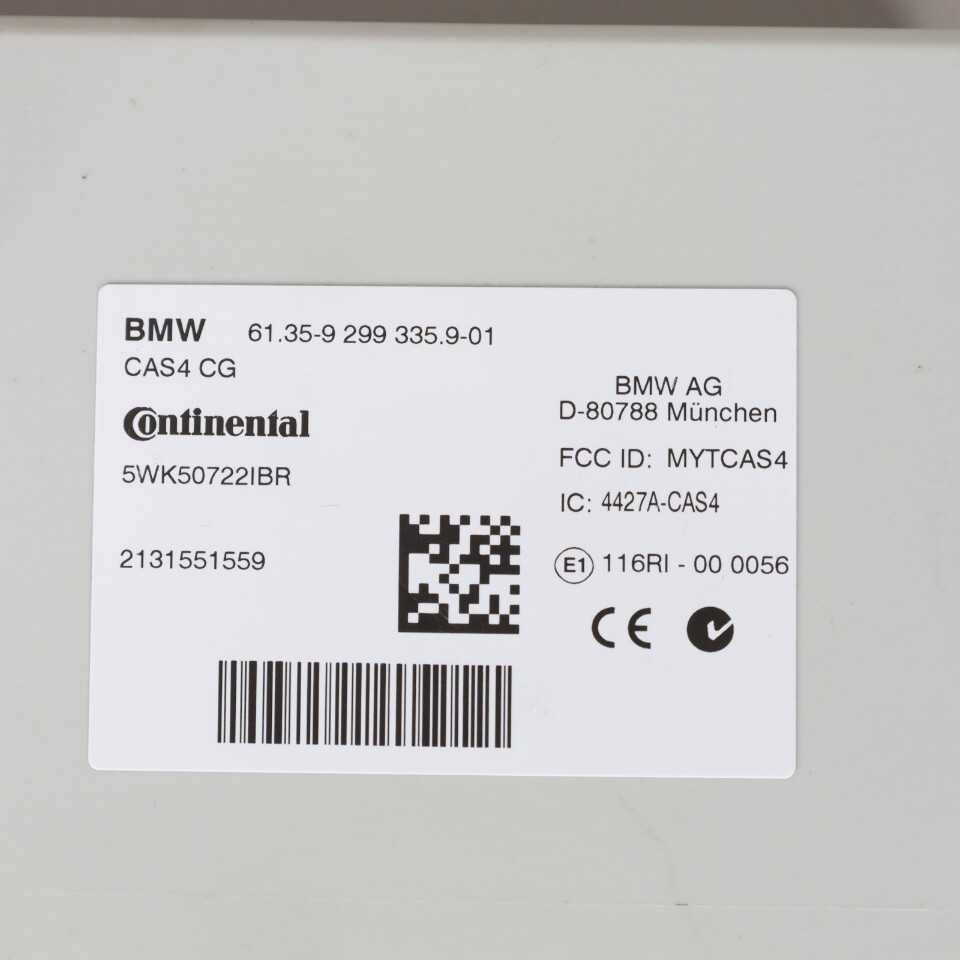 BMW 61.35-9 299 335.9-01
CAS4 CG
Continental
5WK50722IBR
2131551559
BMW AG
D-80788 München
FCC ID: MYTCAS4
IC: 4427A-CAS4
E1 116RI - 00 0056
CE